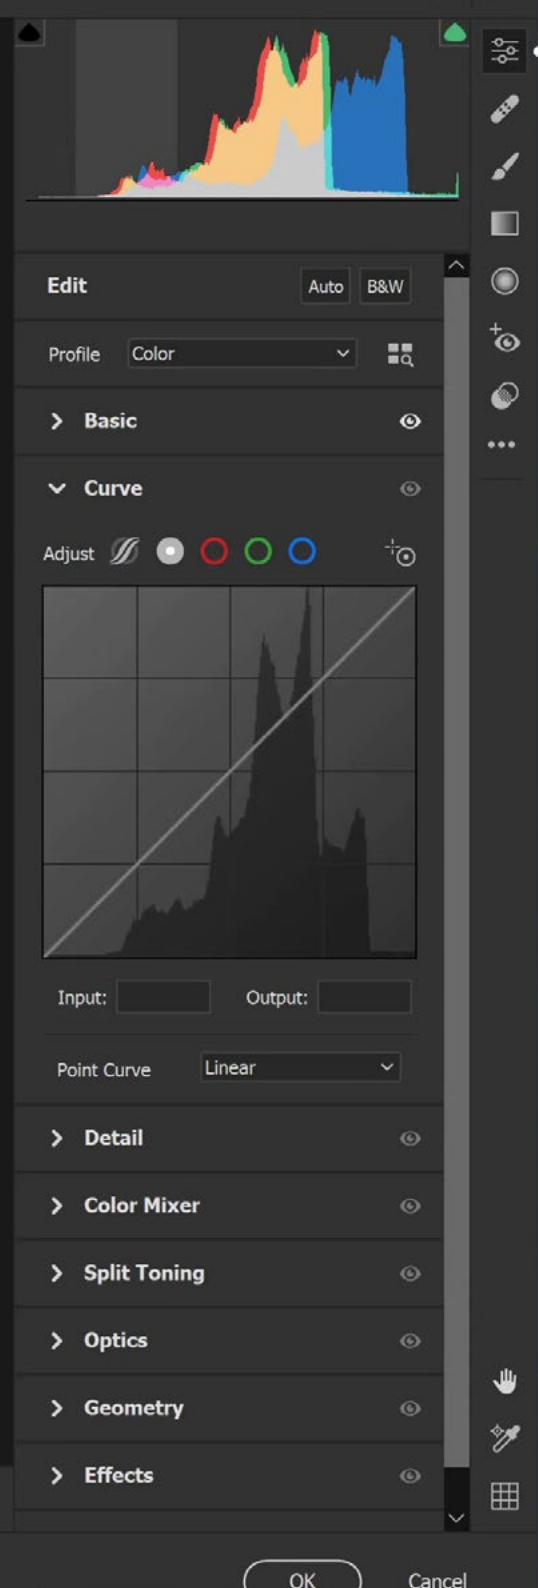 Edit
Auto
B&W
Profile
Color
Basic
Curve
Adjust
Input:
Output:
Point Curve
Linear
Detail
Color Mixer
Split Toning
Optics
Geometry
Effects
OK
Cancel